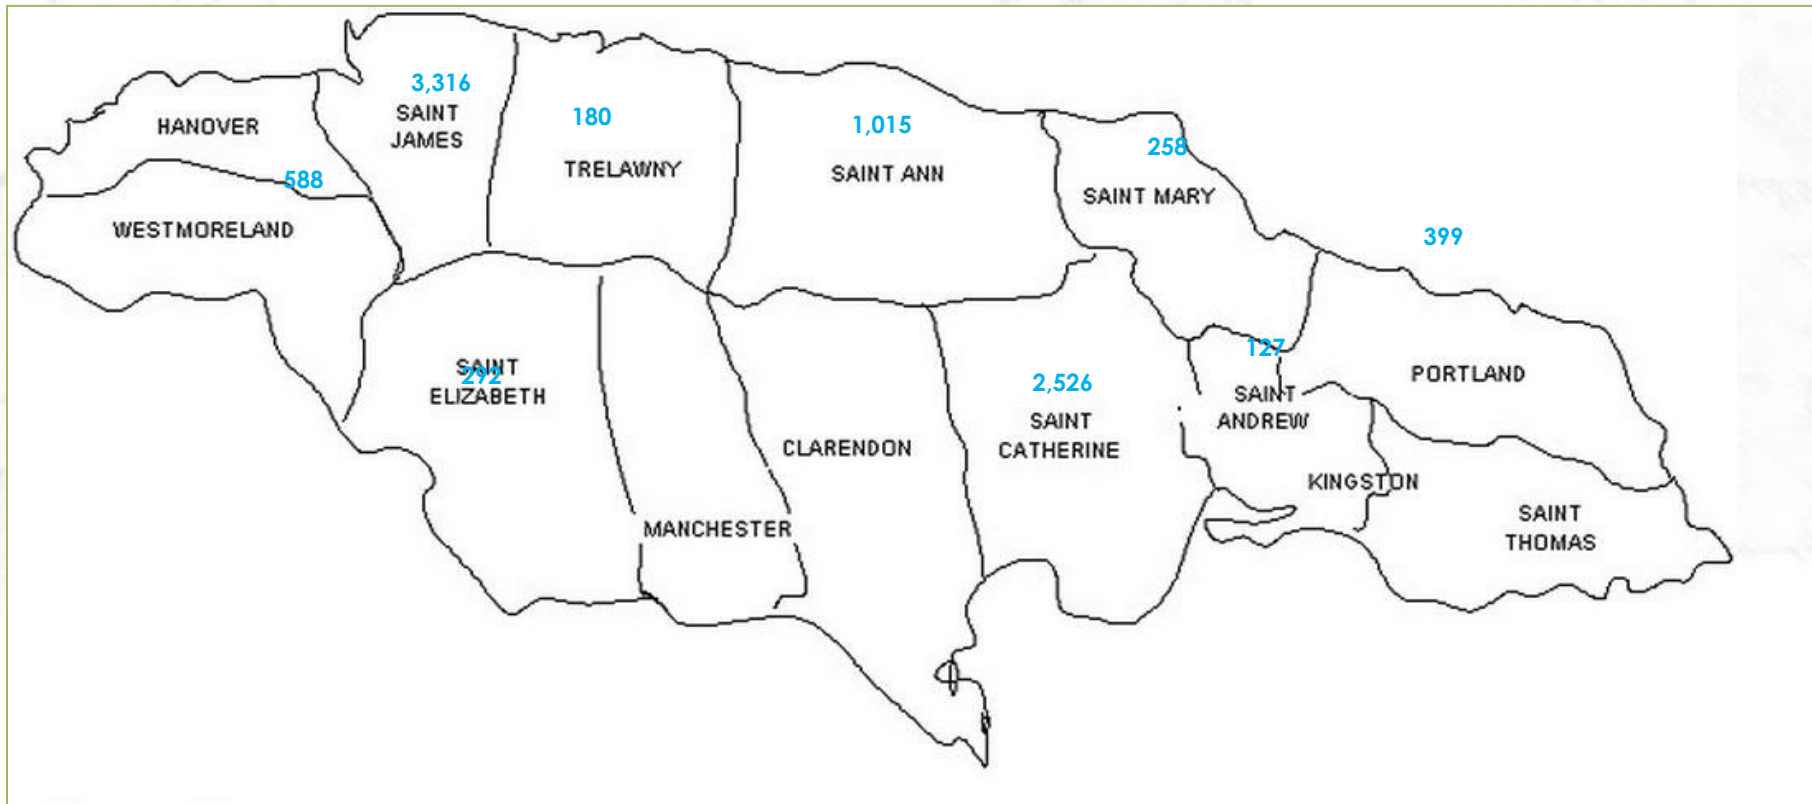 3,316
SAINT
JAMES
HANOVER
180
TRELAWNY
1,015
SAINT ANN
258
SAINT MARY
588
WESTMORELAND
399
127
SAINT
ANDREW
PORTLAND
SAINT
292
ELIZABETH
2,526
SAINT
CATHERINE
CLARENDON
KINGSTON
MANCHESTER
SAINT
THOMAS